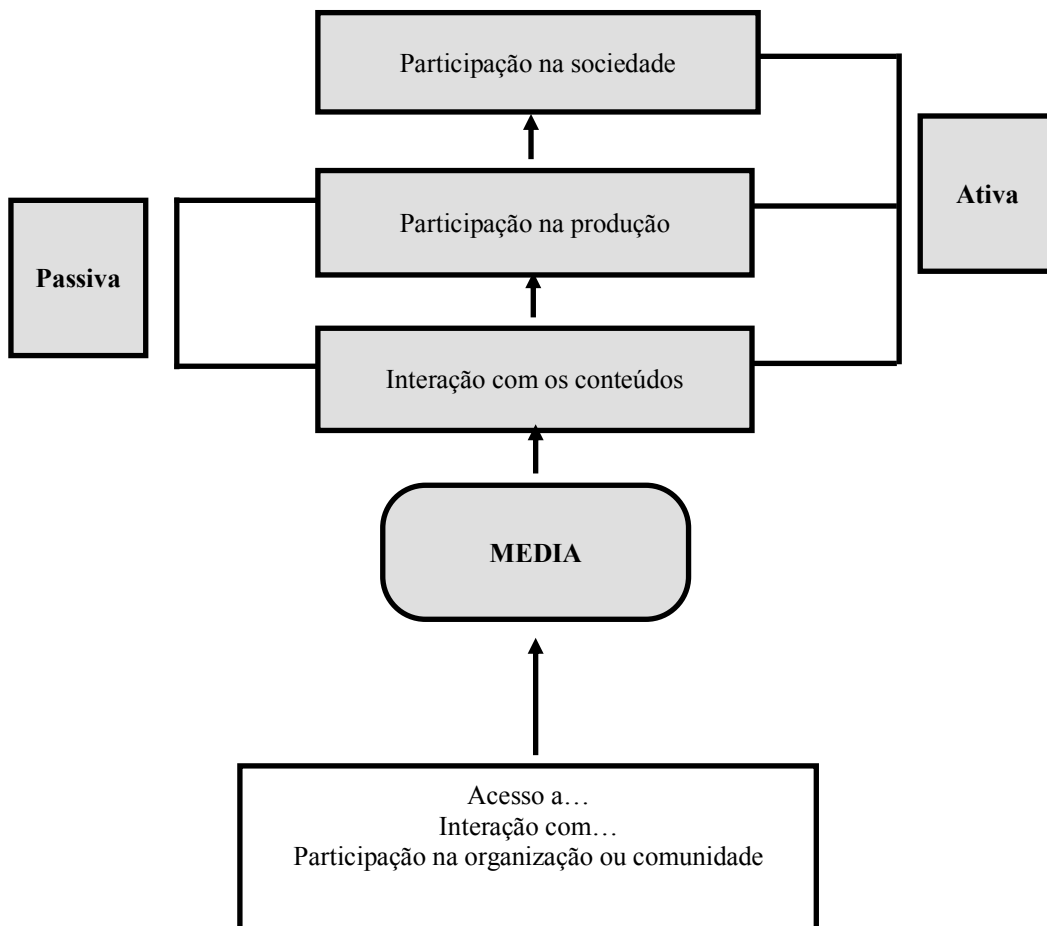 Participação na sociedade
Ativa
Participação na produção
Passiva
Interação com os conteúdos
MEDIA
Acesso a…
Interação com…
Participação na organização ou comunidade